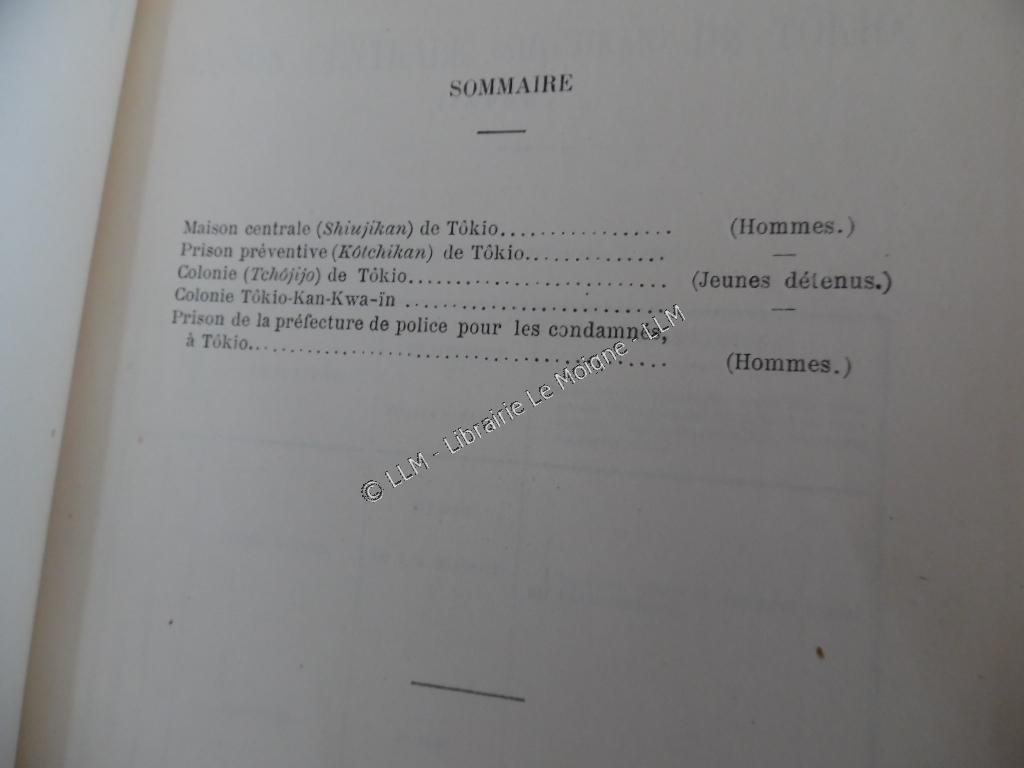 SOMMAIRE
Maison centrale (Shiujikan) de Tôkio.................. (Hommes.)
Prison préventive (Kôtchikan) de Tôkio............... —
Colonie (Tchôjijo) de Tôkio........................... (Jeunes détenus.)
Colonie Tôkio-Kan-Kwa-ïn ........................... —
Prison de la préfecture de police pour les condamnés,
à Tôkio............................................. (Hommes.)
© LLM - Librairie Le Moigne - LLM